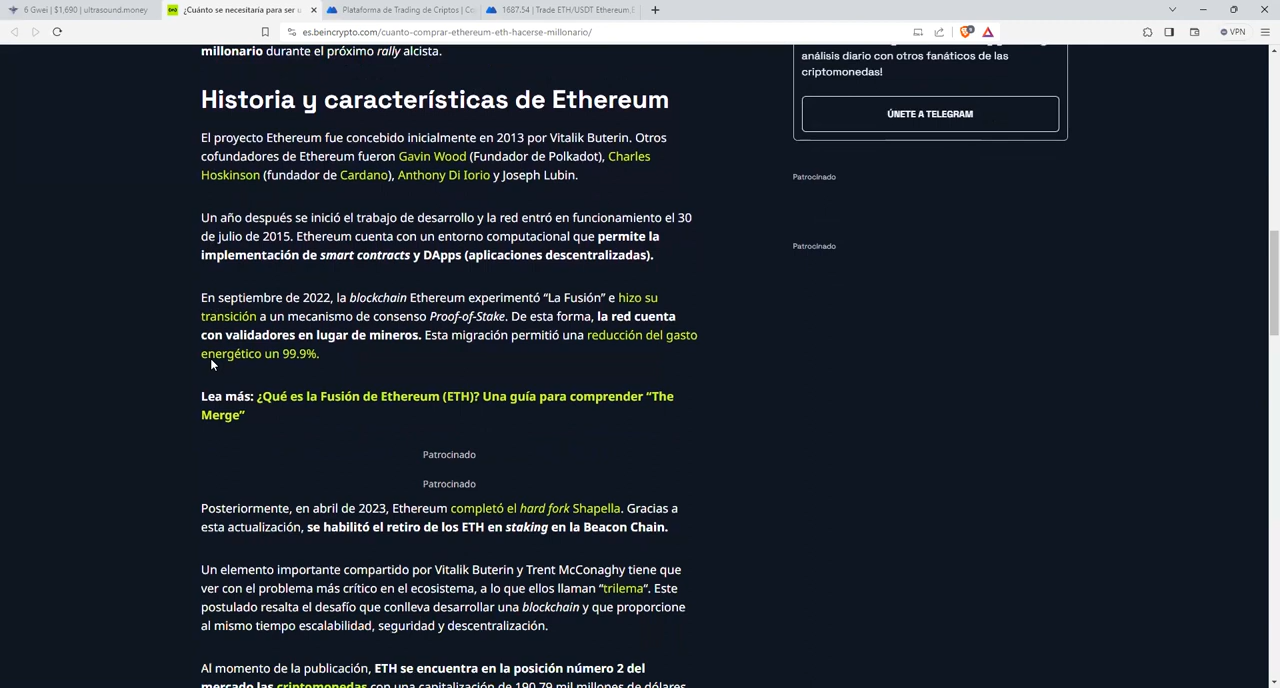 6 Gwei | $1,690 | ultrasound.money
¿Cuánto se necesitaría para ser u
Plataforma de Trading de Criptos | Co
1687.54 | Trade ETH/USDT Ethereum,E
es.beincrypto.com/cuanto-comprar-ethereum-eth-hacerse-millonario/
VPN
millonario durante el próximo rally alcista.
Historia y características de Ethereum
El proyecto Ethereum fue concebido inicialmente en 2013 por Vitalik Buterin. Otros
cofundadores de Ethereum fueron Gavin Wood (Fundador de Polkadot), Charles
Hoskinson (fundador de Cardano), Anthony Di Iorio y Joseph Lubin.
Un año después se inició el trabajo de desarrollo y la red entró en funcionamiento el 30
de julio de 2015. Ethereum cuenta con un entorno computacional que permite la
implementación de smart contracts y DApps (aplicaciones descentralizadas).
En septiembre de 2022, la blockchain Ethereum experimentó “La Fusión” e hizo su
transición a un mecanismo de consenso Proof-of-Stake. De esta forma, la red cuenta
con validadores en lugar de mineros. Esta migración permitió una reducción del gasto
energético un 99.9%.
Lea más: ¿Qué es la Fusión de Ethereum (ETH)? Una guía para comprender “The
Merge”
Patrocinado
Patrocinado
Posteriormente, en abril de 2023, Ethereum completó el hard fork Shapella. Gracias a
esta actualización, se habilitó el retiro de los ETH en staking en la Beacon Chain.
Un elemento importante compartido por Vitalik Buterin y Trent McConaghy tiene que
ver con el problema más crítico en el ecosistema, a lo que ellos llaman “trilema“. Este
postulado resalta el desafío que conlleva desarrollar una blockchain y que proporcione
al mismo tiempo escalabilidad, seguridad y descentralización.
Al momento de la publicación, ETH se encuentra en la posición número 2 del
mercado las criptomonedas con una capitalización de 190.79 mil millones de dólares
análisis diario con otros fanáticos de las
criptomonedas!
ÚNETE A TELEGRAM
Patrocinado
Patrocinado